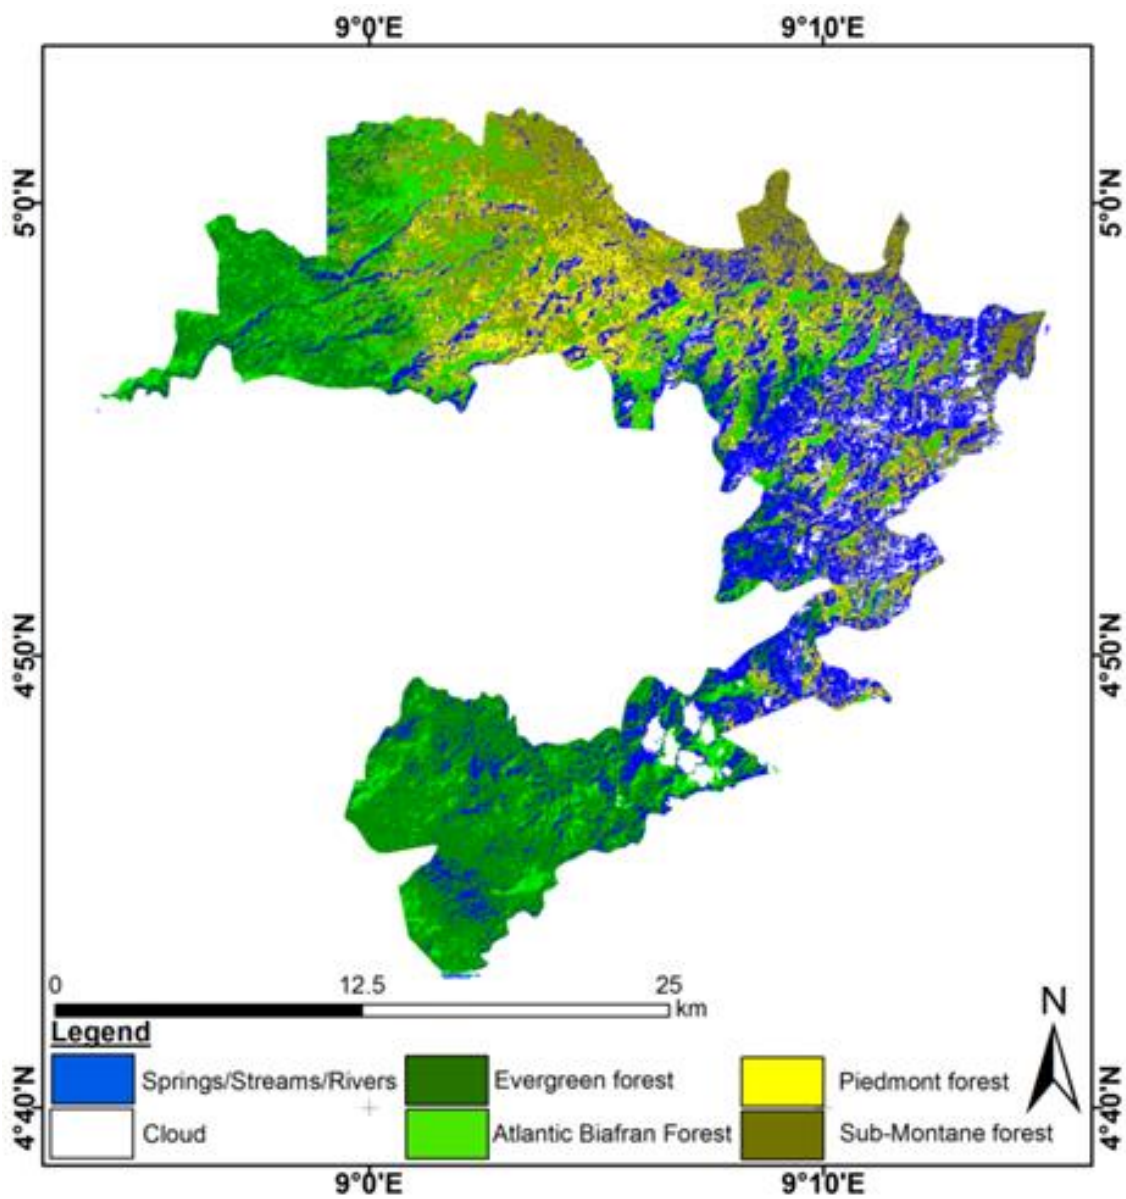 9°0'E 9°10'E
5°0'N 5°0'N
4°50'N 4°50'N
0 12.5 25
km
N
Legend
Springs/Streams/Rivers Evergreen forest Piedmont forest
4°40'N 4°40'N
Cloud Atlantic Biafran Forest Sub-Montane forest
9°0'E 9°10'E